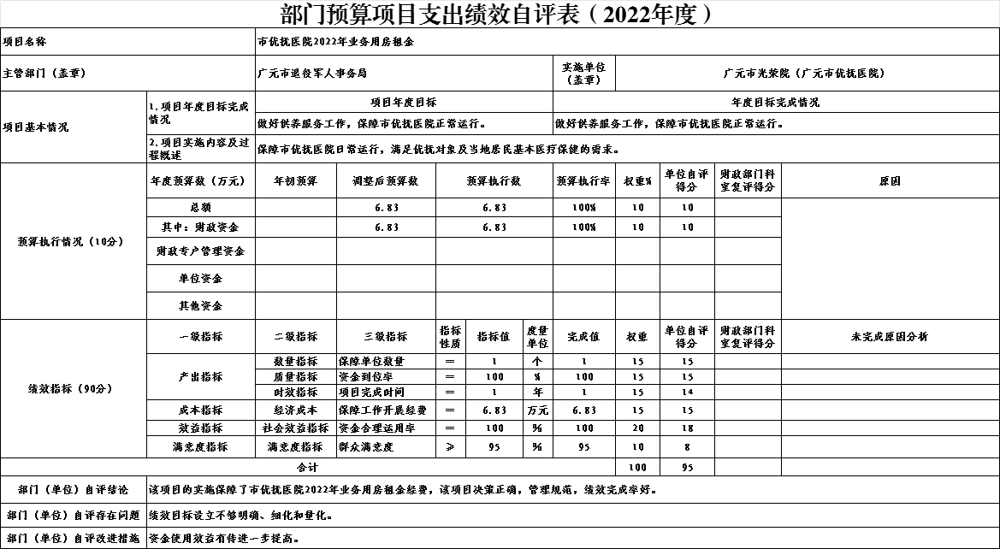 部门预算项目支出绩效自评表（2022年度）
项目名称 市优抚医院2022年业务用房租金
主管部门（盖章） 广元市退役军人事务局 实施单位（盖章） 广元市光荣院（广元市优抚医院）
项目基本情况 1.项目年度目标完成情况 项目年度目标 年度目标完成情况
做好供养服务工作，保障市优抚医院正常运行。 做好供养服务工作，保障市优抚医院正常运行。
2.项目实施内容及过程概述 保障市优抚医院日常运行，满足优抚对象及当地居民基本医疗保健的需求。
预算执行情况（10分） 年度预算数（万元） 年初预算 调整后预算数 预算执行数 预算执行率 权重% 单位自评得分 财政部门科室复评得分 原因
总额 6.83 6.83 100% 10 10
其中：财政资金 6.83 6.83 100% 10 10
财政专户管理资金
单位资金
其他资金
绩效指标（90分） 一级指标 二级指标 三级指标 指标性质 指标值 度量单位 完成值 权重 单位自评得分 财政部门科室复评得分 未完成原因分析
产出指标 数量指标 保障单位数量 ＝ 1 个 1 15 15
质量指标 资金到位率 ＝ 100 % 100 15 15
时效指标 项目完成时间 ＝ 1 年 1 15 14
成本指标 经济成本 保障工作开展经费 ＝ 6.83 万元 6.83 15 15
效益指标 社会效益指标 资金合理运用率 ＝ 100 % 100 20 18
满意度指标 满意度指标 群众满意度 ≥ 95 % 95 10 8
合计 100 95
部门（单位）自评结论 该项目的实施保障了市优抚医院2022年业务用房租金经费，该项目决策正确，管理规范，绩效完成率好。
部门（单位）自评存在问题 绩效目标设立不够明确、细化和量化。
部门（单位）自评改进措施 资金使用效益有待进一步提高。